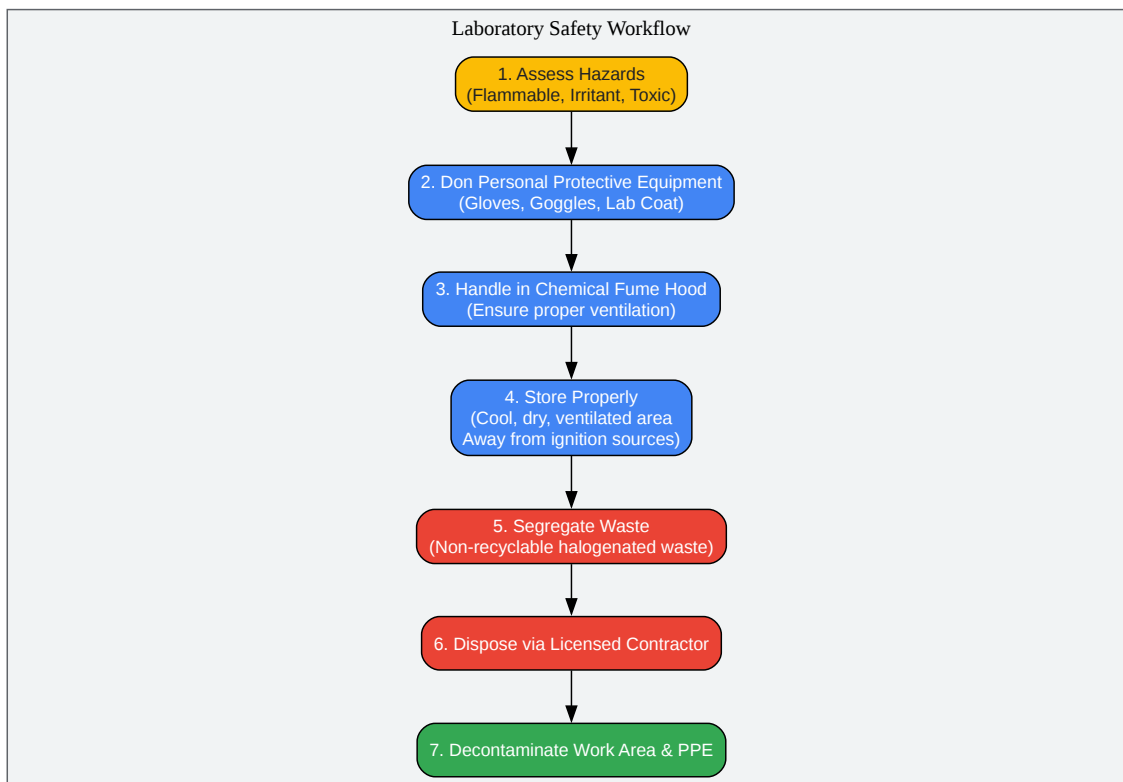 Laboratory Safety Workflow
1. Assess Hazards
(Flammable, Irritant, Toxic)
2. Don Personal Protective Equipment
(Gloves, Goggles, Lab Coat)
3. Handle in Chemical Fume Hood
(Ensure proper ventilation)
4. Store Properly
(Cool, dry, ventilated area
Away from ignition sources)
5. Segregate Waste
(Non-recyclable halogenated waste)
6. Dispose via Licensed Contractor
7. Decontaminate Work Area & PPE